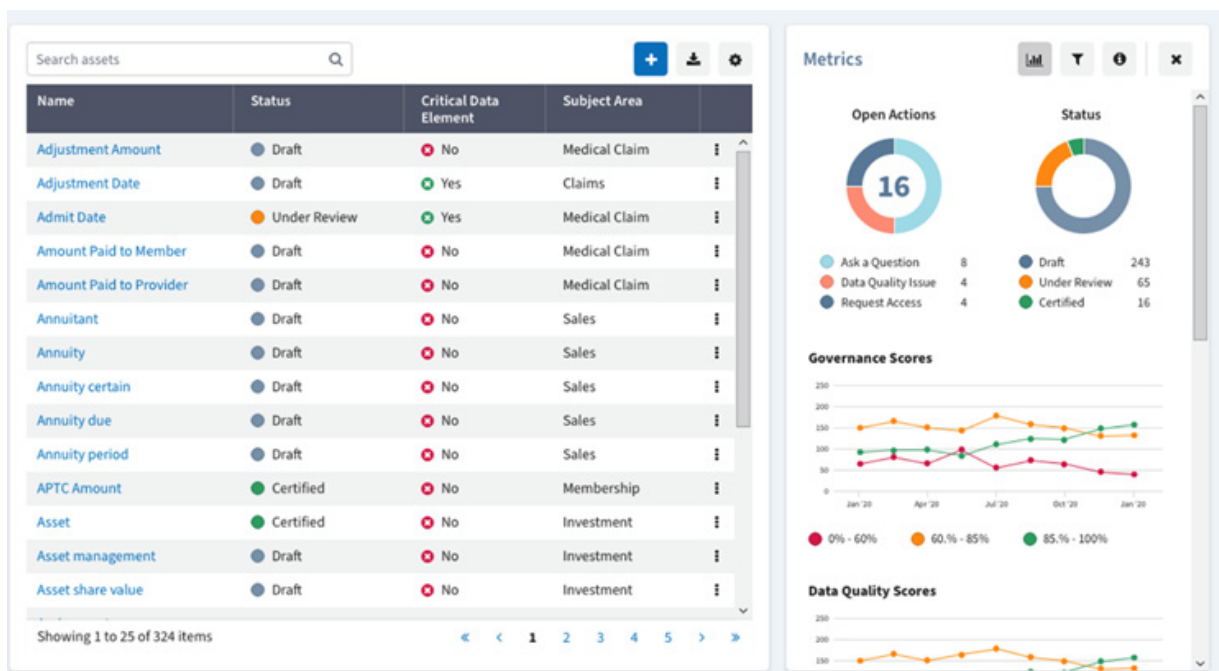 Search assets
Name Status Critical Data Element Subject Area
Adjustment Amount Draft No Medical Claim
Adjustment Date Draft Yes Claims
Admit Date Under Review Yes Medical Claim
Amount Paid to Member Draft No Medical Claim
Amount Paid to Provider Draft No Medical Claim
Annuitant Draft No Sales
Annuity Draft No Sales
Annuity certain Draft No Sales
Annuity due Draft No Sales
Annuity period Draft No Sales
APTC Amount Certified No Membership
Asset Certified No Investment
Asset management Draft No Investment
Asset share value Draft No Investment
Showing 1 to 25 of 324 items « < 1 2 3 4 5 > »
Metrics
Open Actions Status
16
Ask a Question 8 Draft 243
Data Quality Issue 4 Under Review 65
Request Access 4 Certified 16
Governance Scores
250
200
150
100
50
0
Jan '20 Apr '20 Jul '20 Oct '20 Jan '20
0% - 60% 60.% - 85% 85.% - 100%
Data Quality Scores
250
200
150